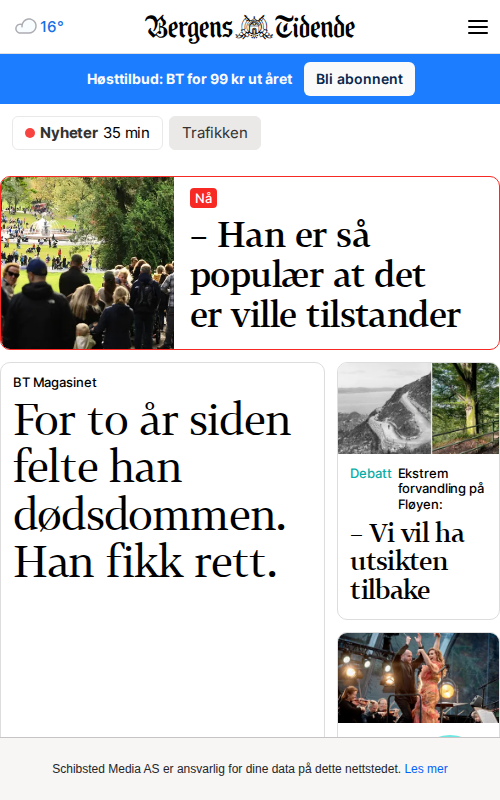 16°
Bergens Tidende
Høsttilbud: BT for 99 kr ut året
Bli abonnent
Nyheter 35 min
Trafikken
Nå
– Han er så
populær at det
er ville tilstander
BT Magasinet
For to år siden
felte han
dødsdommen.
Han fikk rett.
Debatt
Ekstrem
forvandling på
Fløyen:
– Vi vil ha
utsikten
tilbake
Schibsted Media AS er ansvarlig for dine data på dette nettstedet. Les mer